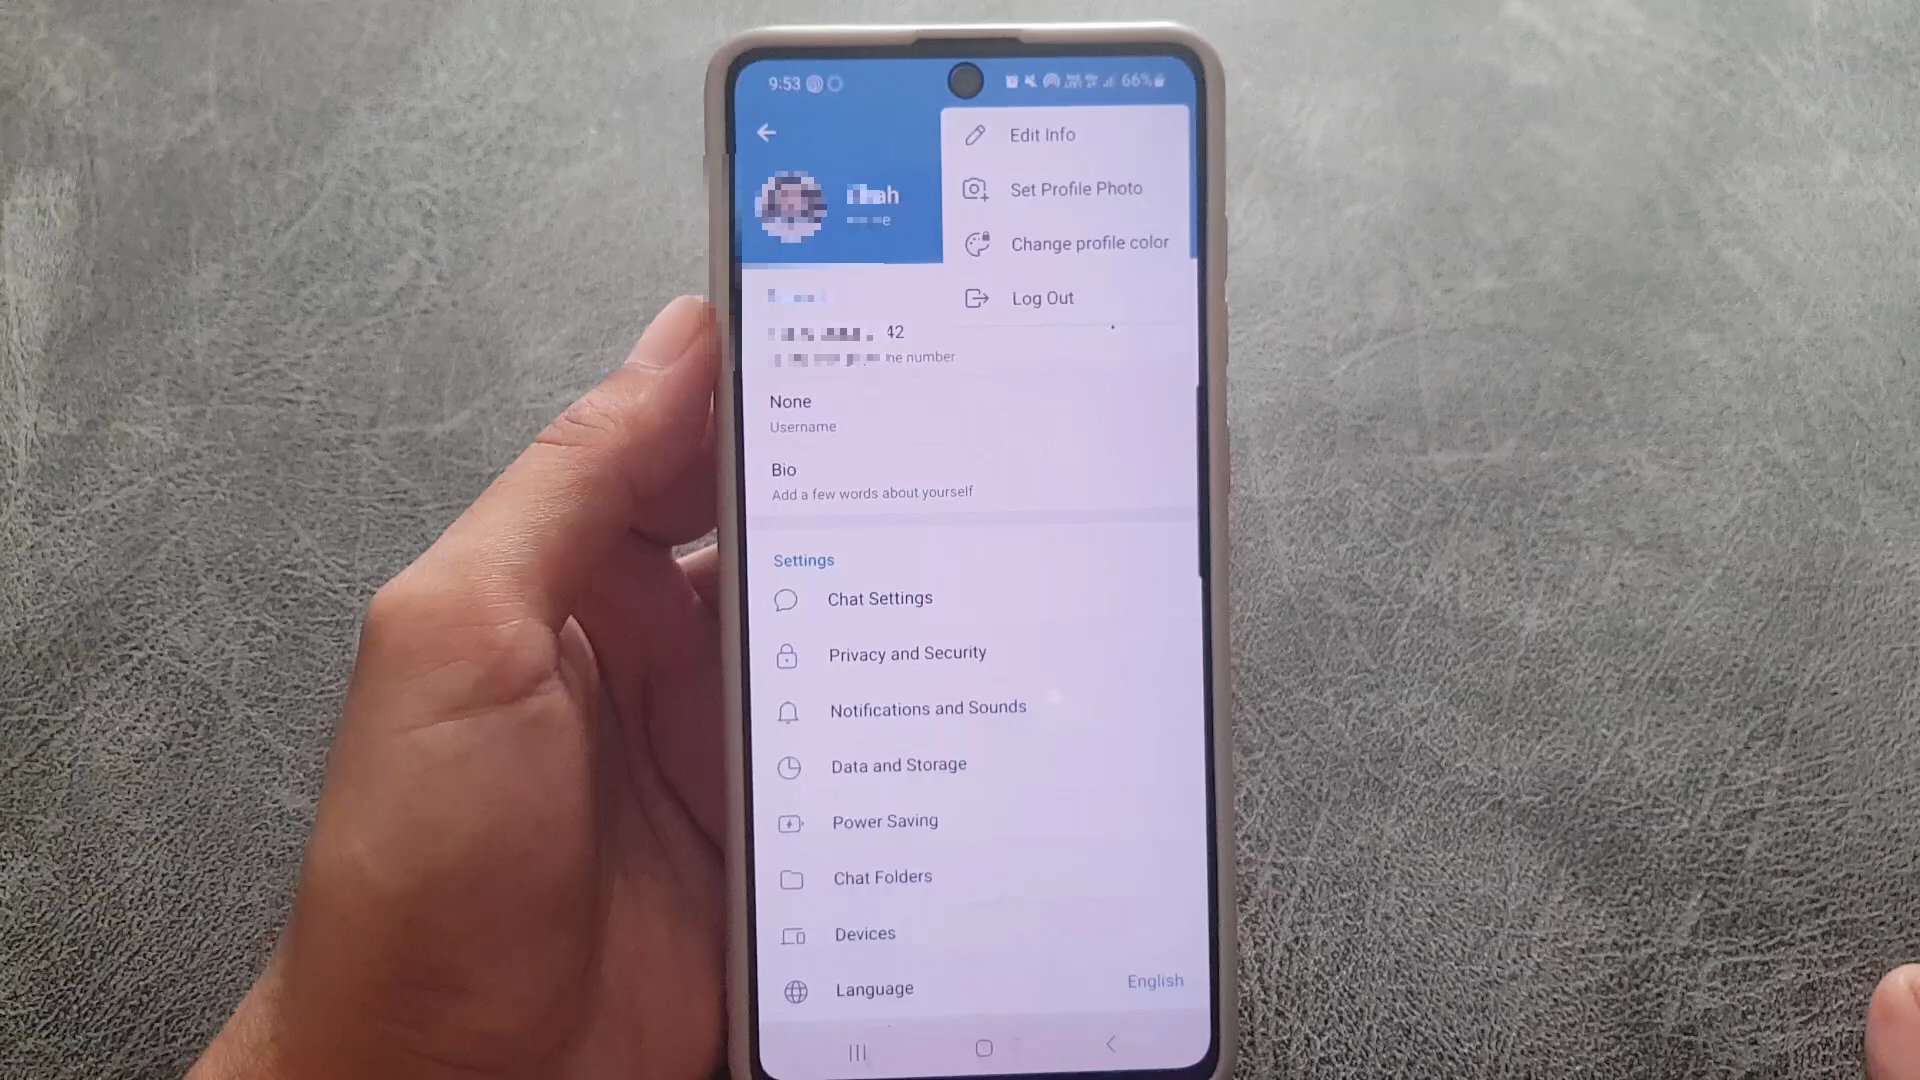 9:53
66%
Edit Info
Set Profile Photo
Change profile color
Log Out
42
ne number
None
Username
Bio
Add a few words about yourself
Settings
Chat Settings
Privacy and Security
Notifications and Sounds
Data and Storage
Power Saving
Chat Folders
Devices
Language English